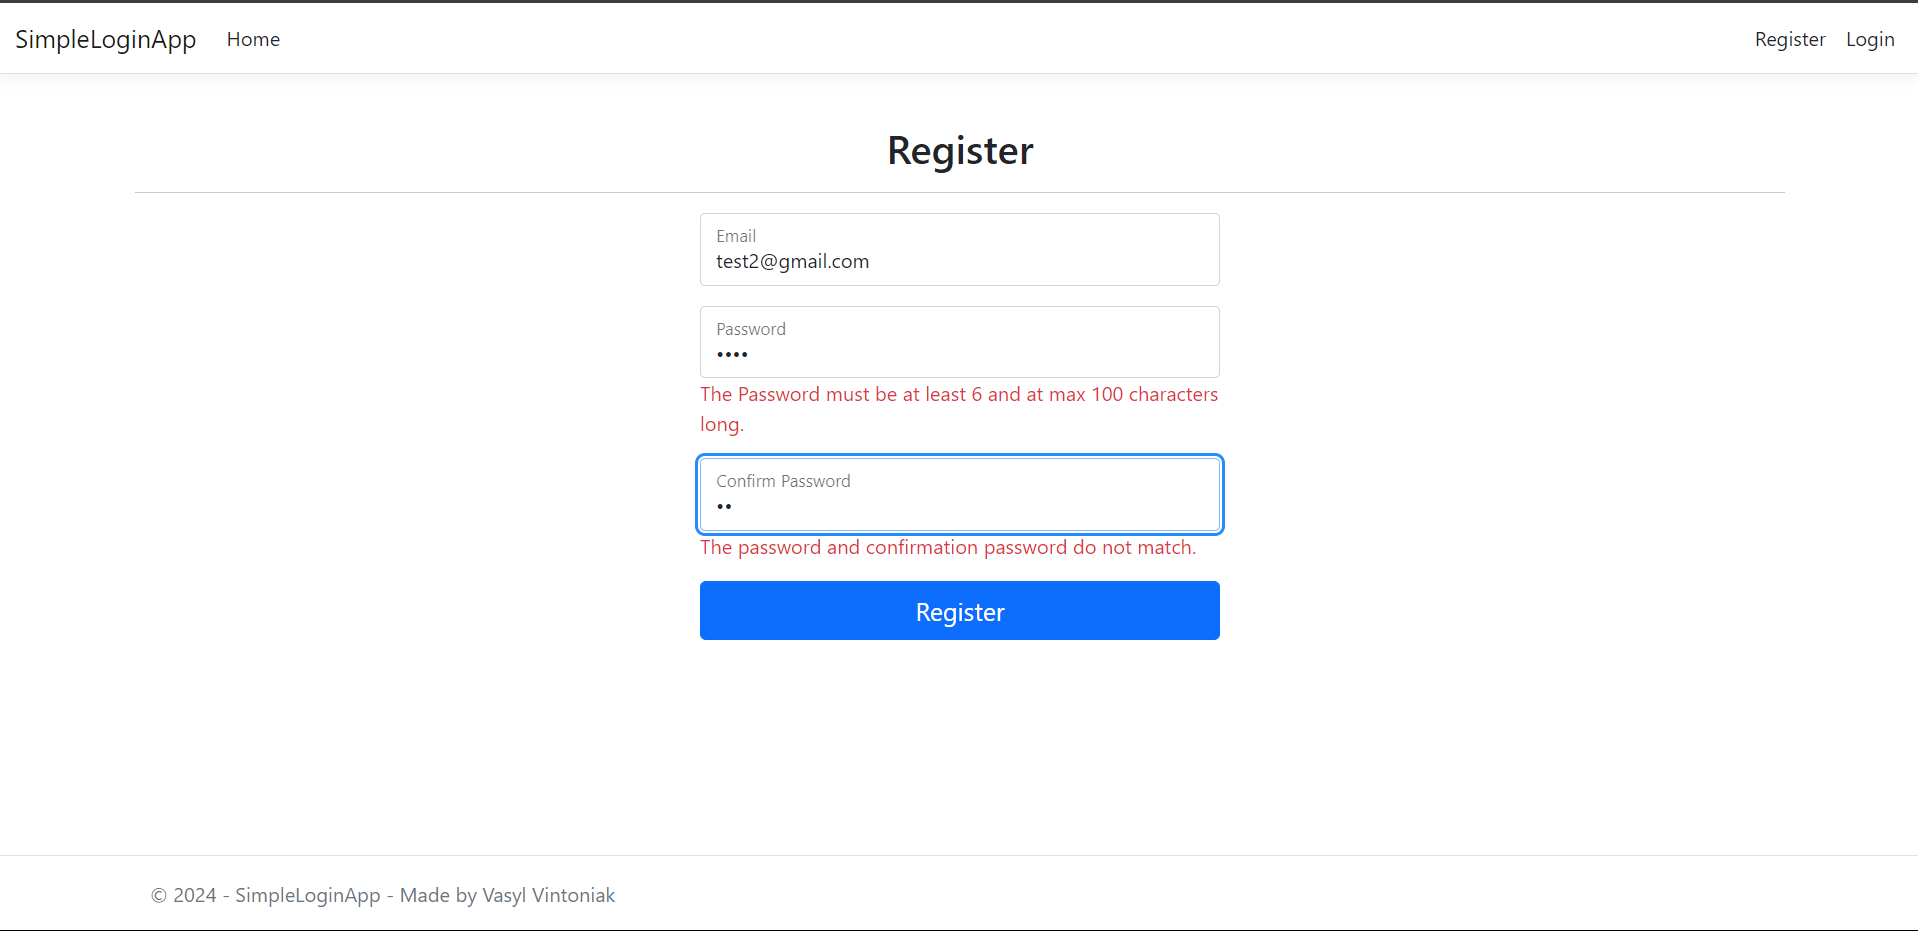 SimpleLoginApp Home Register Login
Register
Email
test2@gmail.com
Password
••••
The Password must be at least 6 and at max 100 characters
long.
Confirm Password
••
The password and confirmation password do not match.
Register
© 2024 - SimpleLoginApp - Made by Vasyl Vintoniak